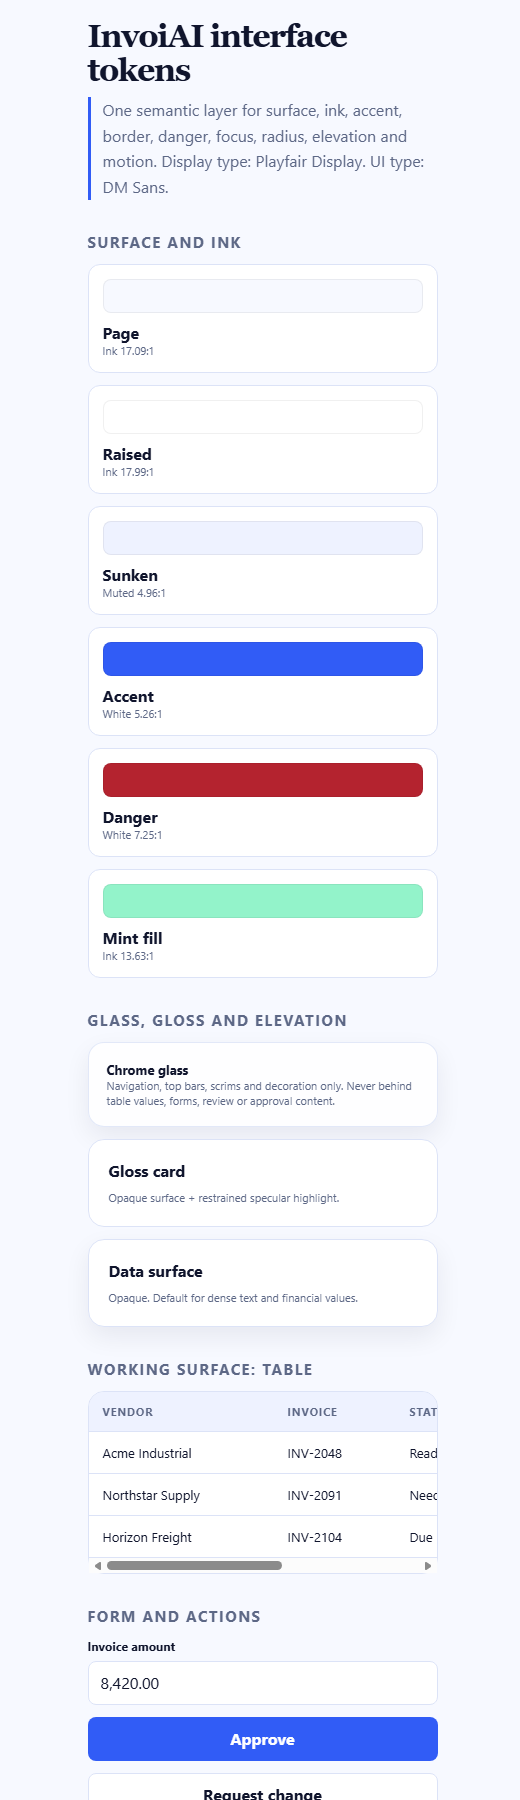 InvoiAI interface
tokens
One semantic layer for surface, ink, accent,
border, danger, focus, radius, elevation and
motion. Display type: Playfair Display. UI type:
DM Sans.
SURFACE AND INK
Page
Ink 17.09:1
Raised
Ink 17.99:1
Sunken
Muted 4.96:1
Accent
White 5.26:1
Danger
White 7.25:1
Mint fill
Ink 13.63:1
GLASS, GLOSS AND ELEVATION
Chrome glass
Navigation, top bars, scrims and decoration only. Never behind
table values, forms, review or approval content.
Gloss card
Opaque surface + restrained specular highlight.
Data surface
Opaque. Default for dense text and financial values.
WORKING SURFACE: TABLE
VENDOR INVOICE STAT
Acme Industrial INV-2048 Read
Northstar Supply INV-2091 Need
Horizon Freight INV-2104 Due
FORM AND ACTIONS
Invoice amount
8,420.00
Approve
Request change